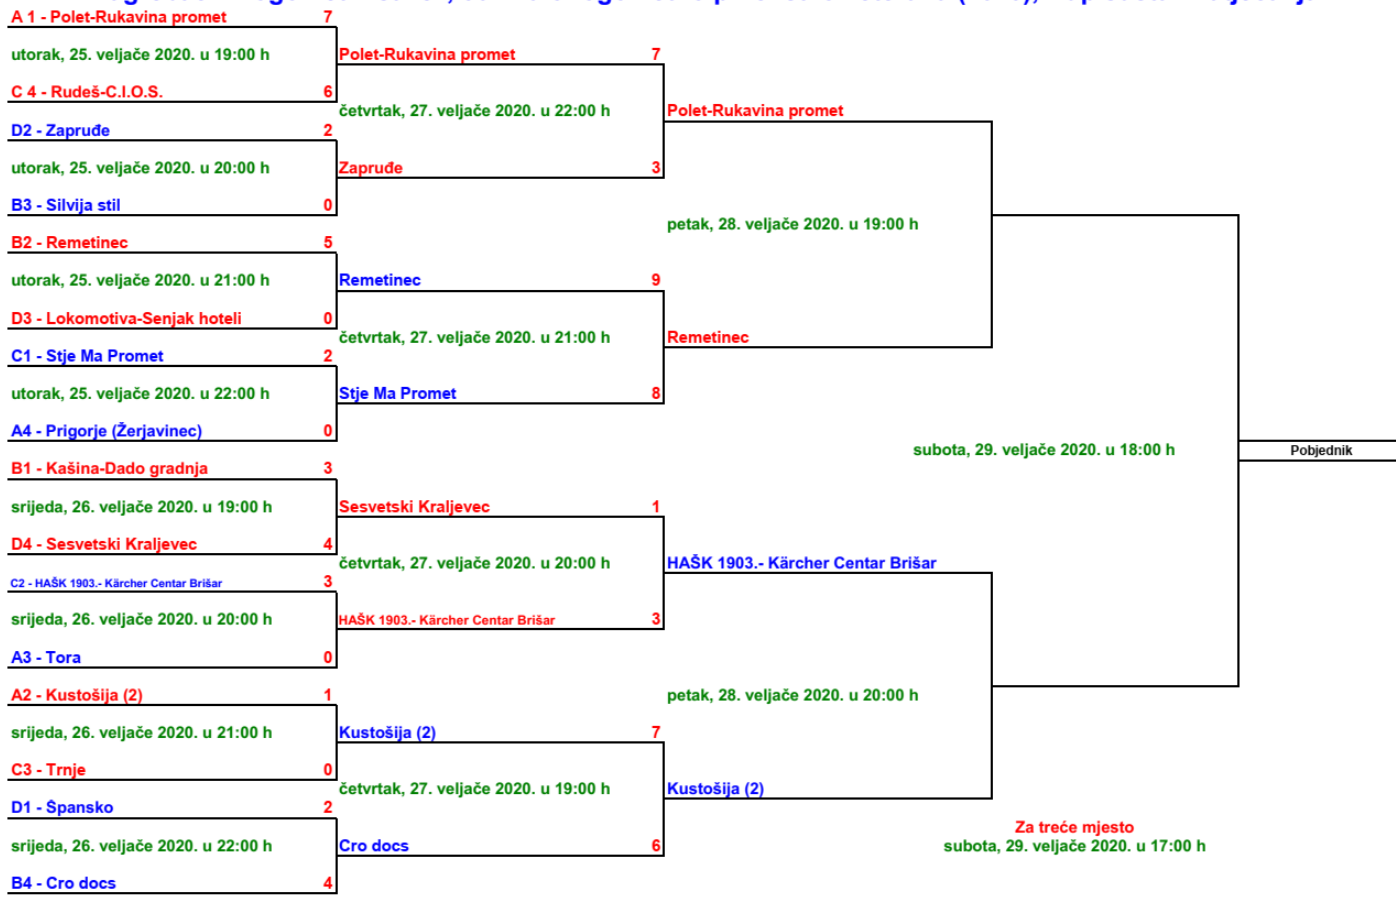 A 1 - Polet-Rukavina promet 7
utorak, 25. veljače 2020. u 19:00 h
C 4 - Rudeš-C.I.O.S. 6
D2 - Zapruđe 2
utorak, 25. veljače 2020. u 20:00 h
B3 - Silvija stil 0
B2 - Remetinec 5
utorak, 25. veljače 2020. u 21:00 h
D3 - Lokomotiva-Senjak hoteli 0
C1 - Stje Ma Promet 2
utorak, 25. veljače 2020. u 22:00 h
A4 - Prigorje (Žerjavinec) 0
B1 - Kašina-Dado gradnja 3
srijeda, 26. veljače 2020. u 19:00 h
D4 - Sesvetski Kraljevec 4
C2 - HAŠK 1903.- Kärcher Centar Brišar 3
srijeda, 26. veljače 2020. u 20:00 h
A3 - Tora 0
A2 - Kustošija (2) 1
srijeda, 26. veljače 2020. u 21:00 h
C3 - Trnje 0
D1 - Špansko 2
srijeda, 26. veljače 2020. u 22:00 h
B4 - Cro docs 4
Polet-Rukavina promet 7
četvrtak, 27. veljače 2020. u 22:00 h
Zapruđe 3
Remetinec 9
četvrtak, 27. veljače 2020. u 21:00 h
Stje Ma Promet 8
Sesvetski Kraljevec 1
četvrtak, 27. veljače 2020. u 20:00 h
HAŠK 1903.- Kärcher Centar Brišar 3
Kustošija (2) 7
četvrtak, 27. veljače 2020. u 19:00 h
Cro docs 6
Polet-Rukavina promet
petak, 28. veljače 2020. u 19:00 h
Remetinec
HAŠK 1903.- Kärcher Centar Brišar
petak, 28. veljače 2020. u 20:00 h
Kustošija (2)
subota, 29. veljače 2020. u 18:00 h
Pobjednik
Za treće mjesto
subota, 29. veljače 2020. u 17:00 h